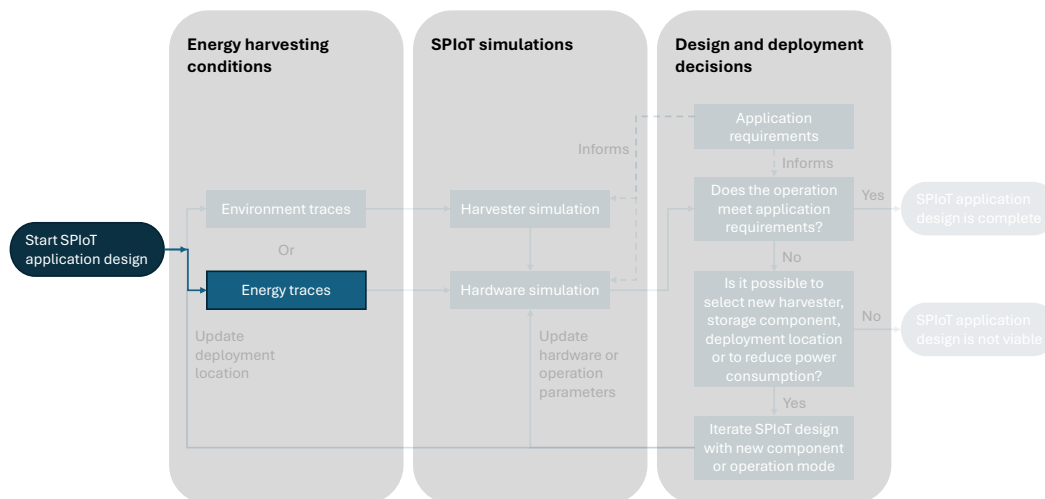 Energy harvesting
conditions
SPIoT simulations
Design and deployment
decisions
Application
requirements
Informs
Informs
Environment traces
Harvester simulation
Does the operation
meet application
requirements?
Yes
SPIoT application
design is complete
Start SPIoT
application design
Or
No
Energy traces
Hardware simulation
Is it possible to
select new harvester,
storage component,
deployment location
or to reduce power
consumption?
No
SPIoT application
design is not viable
Update
deployment
location
Update
hardware or
operation
parameters
Yes
Iterate SPIoT design
with new component
or operation mode